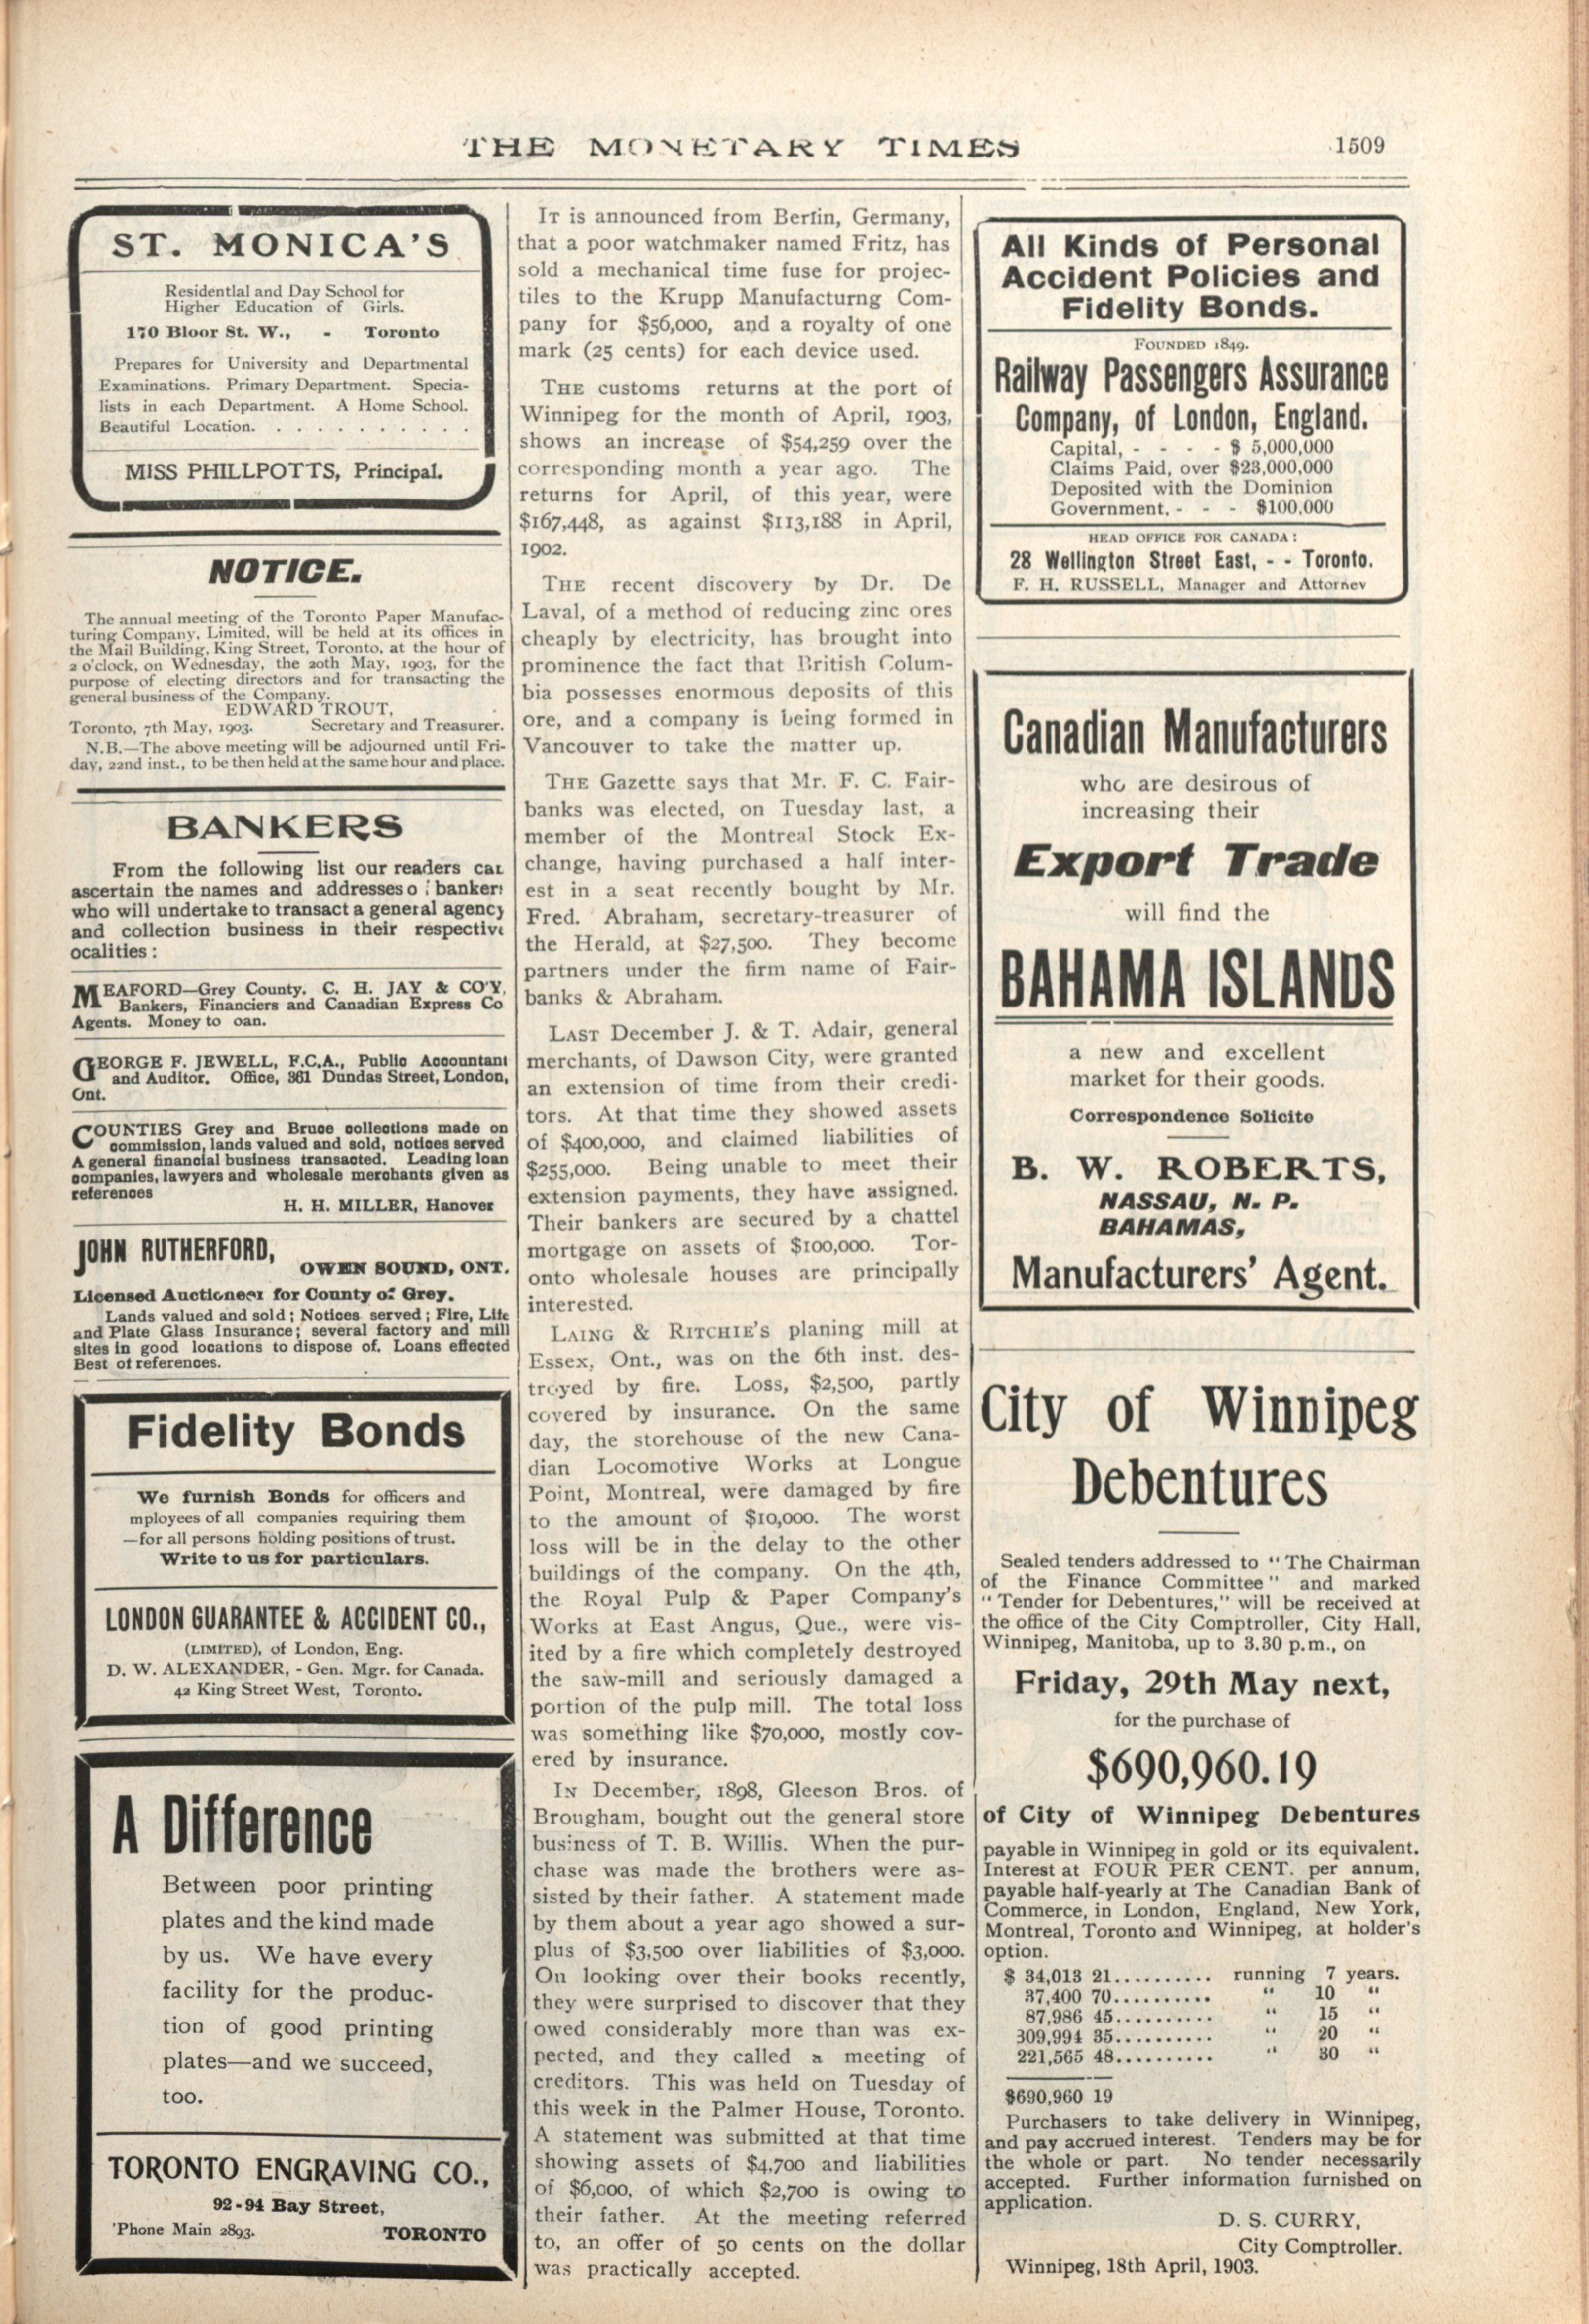 THE MONETARY TIMES
1509
ST. MONICA'S
Residential and Day School for
Higher Education of Girls.
170 Bloor St. W., - Toronto
Prepares for University and Departmental
Examinations. Primary Department. Specia-
lists in each Department. A Home School.
Beautiful Location. . . . . . . . . . .
MISS PHILLPOTTS, Principal.
NOTICE.
The annual meeting of the Toronto Paper Manufac-
turing Company, Limited, will be held at its offices in
the Mail Building, King Street, Toronto, at the hour of
2 o'clock, on Wednesday, the 20th May, 1903, for the
purpose of electing directors and for transacting the
general business of the Company.
EDWARD TROUT,
Toronto, 7th May, 1903. Secretary and Treasurer.
N.B.—The above meeting will be adjourned until Fri-
day, 22nd inst., to be then held at the same hour and place.
BANKERS
From the following list our readers can
ascertain the names and addresses o : bankers
who will undertake to transact a general agency
and collection business in their respective
ocalities :
MEAFORD—Grey County. C. H. JAY & CO'Y,
Bankers, Financiers and Canadian Express Co
Agents. Money to oan.
GEORGE F. JEWELL, F.C.A., Public Accountant
and Auditor. Office, 361 Dundas Street, London,
Ont.
COUNTIES Grey and Bruce collections made on
commission, lands valued and sold, notices served
A general financial business transacted. Leading loan
companies, lawyers and wholesale merchants given as
references
H. H. MILLER, Hanover
JOHN RUTHERFORD,
OWEN SOUND, ONT.
Licensed Auctioneer for County of Grey.
Lands valued and sold; Notices served; Fire, Life
and Plate Glass Insurance; several factory and mill
sites in good locations to dispose of. Loans effected
Best of references.
Fidelity Bonds
We furnish Bonds for officers and
mployees of all companies requiring them
—for all persons holding positions of trust.
Write to us for particulars.
LONDON GUARANTEE & ACCIDENT CO.,
(LIMITED), of London, Eng.
D. W. ALEXANDER, - Gen. Mgr. for Canada.
42 King Street West, Toronto.
A Difference
Between poor printing
plates and the kind made
by us. We have every
facility for the produc-
tion of good printing
plates—and we succeed,
too.
TORONTO ENGRAVING CO.,
92-94 Bay Street,
'Phone Main 2893. TORONTO
IT is announced from Berlin, Germany,
that a poor watchmaker named Fritz, has
sold a mechanical time fuse for projec-
tiles to the Krupp Manufacturng Com-
pany for $56,000, and a royalty of one
mark (25 cents) for each device used.
THE customs returns at the port of
Winnipeg for the month of April, 1903,
shows an increase of $54,259 over the
corresponding month a year ago. The
returns for April, of this year, were
$167,448, as against $113,188 in April,
1902.
THE recent discovery by Dr. De
Laval, of a method of reducing zinc ores
cheaply by electricity, has brought into
prominence the fact that British Colum-
bia possesses enormous deposits of this
ore, and a company is being formed in
Vancouver to take the matter up.
THE Gazette says that Mr. F. C. Fair-
banks was elected, on Tuesday last, a
member of the Montreal Stock Ex-
change, having purchased a half inter-
est in a seat recently bought by Mr.
Fred. Abraham, secretary-treasurer of
the Herald, at $27,500. They become
partners under the firm name of Fair-
banks & Abraham.
LAST December J. & T. Adair, general
merchants, of Dawson City, were granted
an extension of time from their credi-
tors. At that time they showed assets
of $400,000, and claimed liabilities of
$255,000. Being unable to meet their
extension payments, they have assigned.
Their bankers are secured by a chattel
mortgage on assets of $100,000. Tor-
onto wholesale houses are principally
interested.
LAING & RITCHIE'S planing mill at
Essex, Ont., was on the 6th inst. des-
troyed by fire. Loss, $2,500, partly
covered by insurance. On the same
day, the storehouse of the new Cana-
dian Locomotive Works at Longue
Point, Montreal, were damaged by fire
to the amount of $10,000. The worst
loss will be in the delay to the other
buildings of the company. On the 4th,
the Royal Pulp & Paper Company's
Works at East Angus, Que., were vis-
ited by a fire which completely destroyed
the saw-mill and seriously damaged a
portion of the pulp mill. The total loss
was something like $70,000, mostly cov-
ered by insurance.
IN December, 1898, Gleeson Bros. of
Brougham, bought out the general store
business of T. B. Willis. When the pur-
chase was made the brothers were as-
sisted by their father. A statement made
by them about a year ago showed a sur-
plus of $3,500 over liabilities of $3,000.
On looking over their books recently,
they were surprised to discover that they
owed considerably more than was ex-
pected, and they called a meeting of
creditors. This was held on Tuesday of
this week in the Palmer House, Toronto.
A statement was submitted at that time
showing assets of $4,700 and liabilities
of $6,000, of which $2,700 is owing to
their father. At the meeting referred
to, an offer of 50 cents on the dollar
was practically accepted.
All Kinds of Personal
Accident Policies and
Fidelity Bonds.
FOUNDED 1849.
Railway Passengers Assurance
Company, of London, England.
Capital, - - - - $ 5,000,000
Claims Paid, over $23,000,000
Deposited with the Dominion
Government, - - - $100,000
HEAD OFFICE FOR CANADA:
28 Wellington Street East, - - Toronto.
F. H. RUSSELL, Manager and Attorney
Canadian Manufacturers
who are desirous of
increasing their
Export Trade
will find the
BAHAMA ISLANDS
a new and excellent
market for their goods.
Correspondence Solicite
B. W. ROBERTS,
NASSAU, N. P.
BAHAMAS,
Manufacturers' Agent.
City of Winnipeg
Debentures
Sealed tenders addressed to "The Chairman
of the Finance Committee" and marked
"Tender for Debentures," will be received at
the office of the City Comptroller, City Hall,
Winnipeg, Manitoba, up to 3.30 p.m., on
Friday, 29th May next,
for the purchase of
$690,960.19
of City of Winnipeg Debentures
payable in Winnipeg in gold or its equivalent.
Interest at FOUR PER CENT. per annum,
payable half-yearly at The Canadian Bank of
Commerce, in London, England, New York,
Montreal, Toronto and Winnipeg, at holder's
option.
$ 34,013 21.......... running 7 years.
37,400 70.......... " 10 "
87,986 45.......... " 15 "
309,994 35.......... " 20 "
221,565 48.......... " 30 "
$690,960 19
Purchasers to take delivery in Winnipeg,
and pay accrued interest. Tenders may be for
the whole or part. No tender necessarily
accepted. Further information furnished on
application.
D. S. CURRY,
City Comptroller.
Winnipeg, 18th April, 1903.